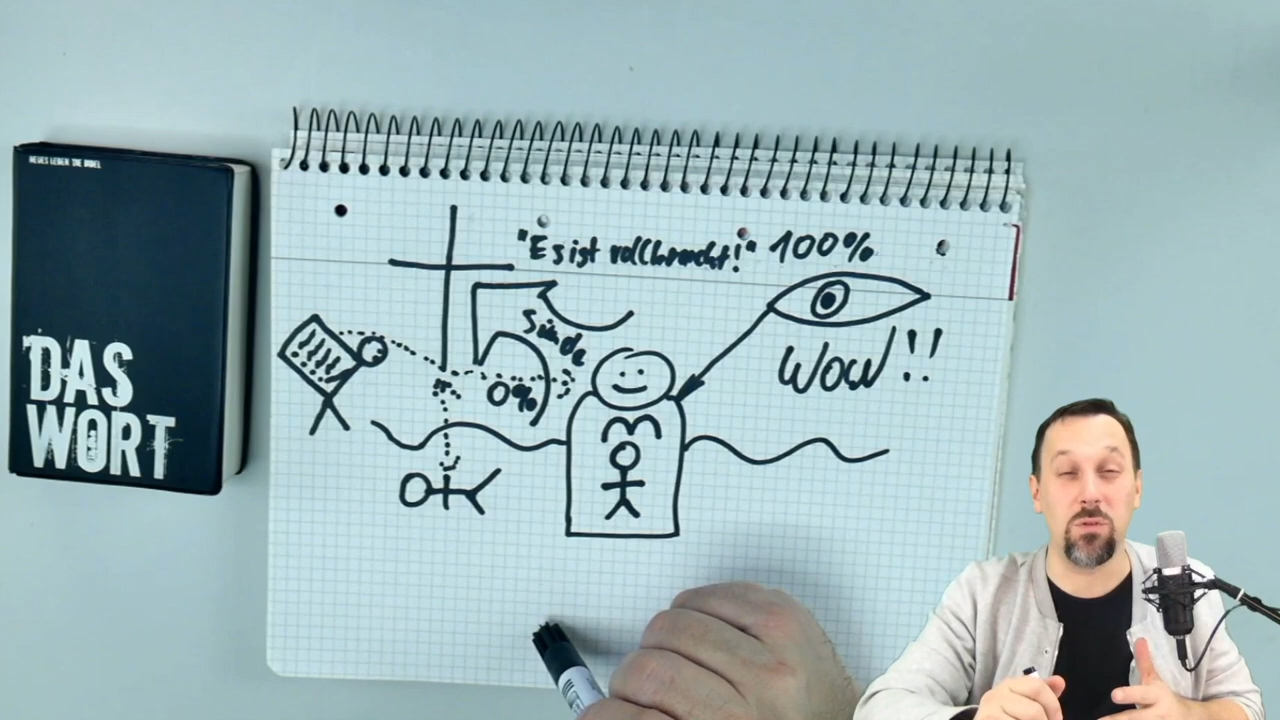 NEUES LEBEN. DIE BIBEL
DAS
WORT
"Es ist vollbracht!" 100%
Sünde
0%
WOW!!